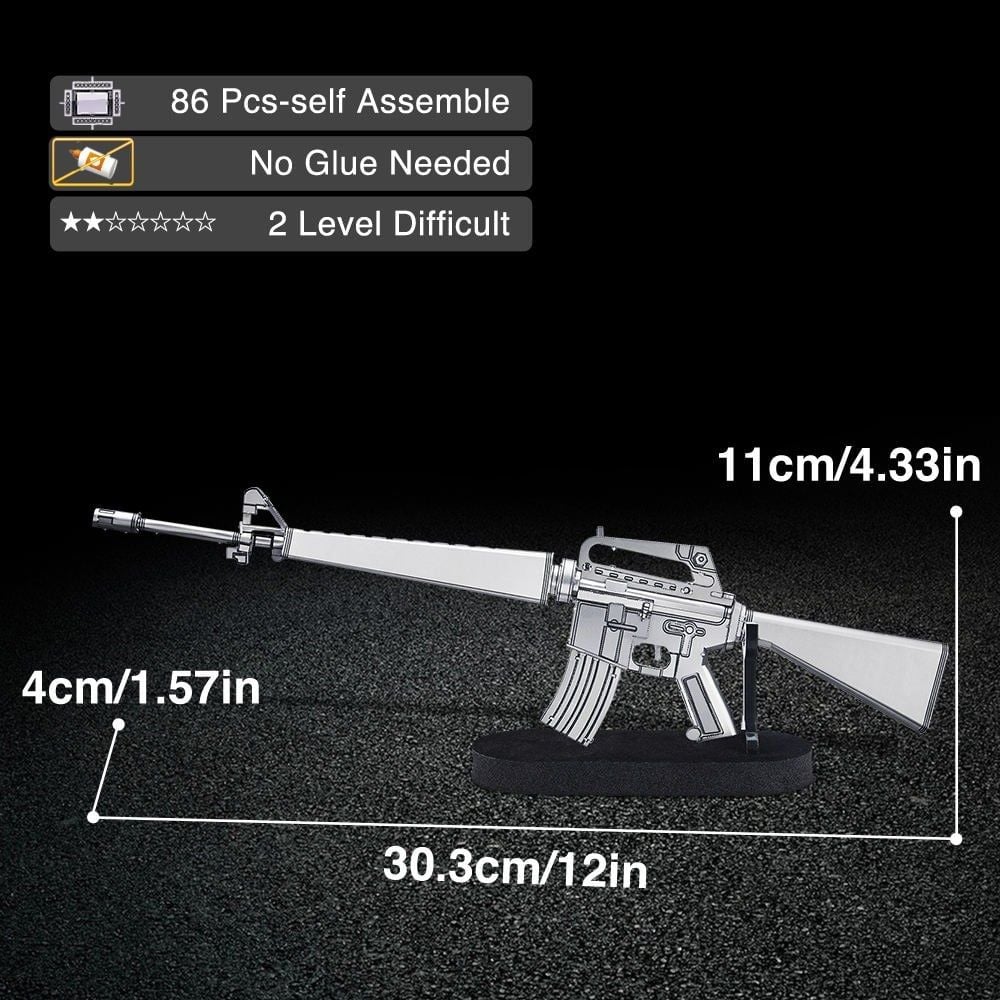 86 Pcs-self Assemble
No Glue Needed
★★☆☆☆☆☆ 2 Level Difficult
11cm/4.33in
4cm/1.57in
30.3cm/12in